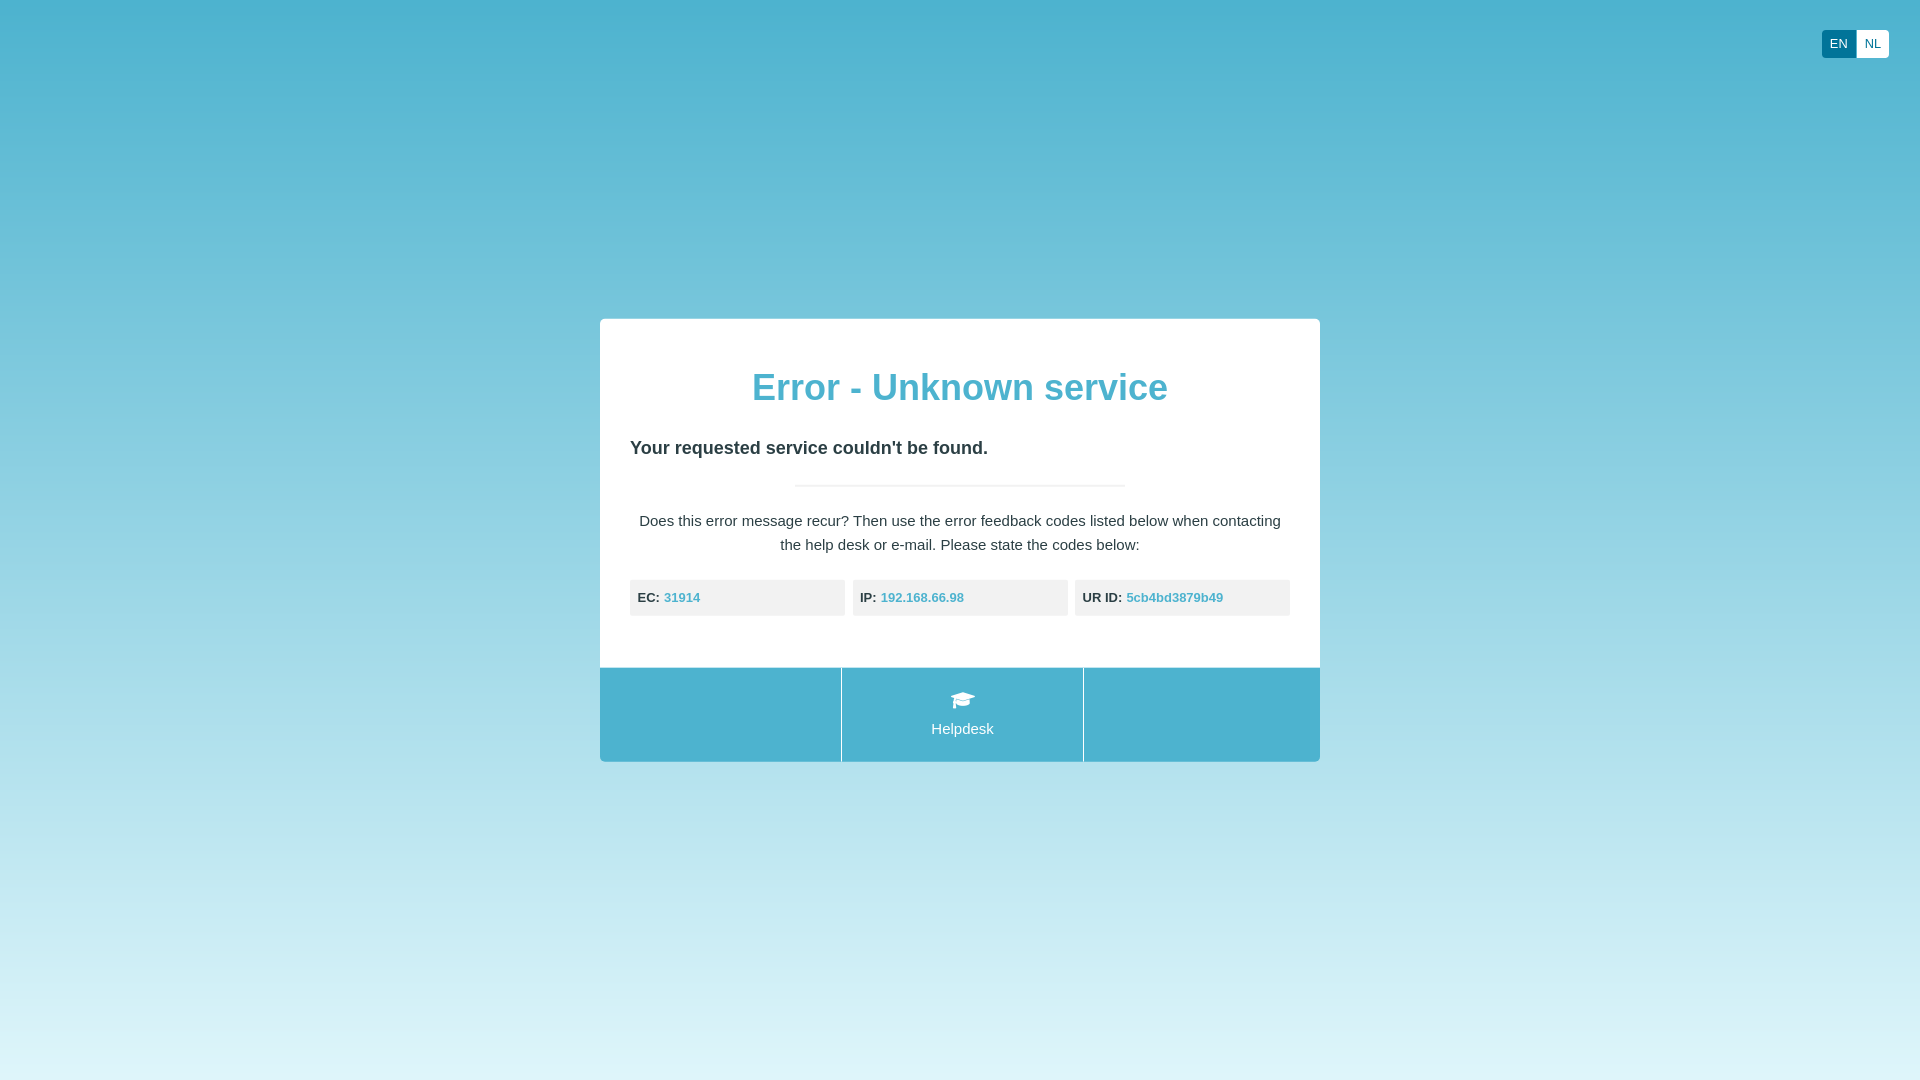 EN NL
Error - Unknown service
Your requested service couldn't be found.
Does this error message recur? Then use the error feedback codes listed below when contacting
the help desk or e-mail. Please state the codes below:
EC: 31914 IP: 192.168.66.98 UR ID: 5cb4bd3879b49
Helpdesk